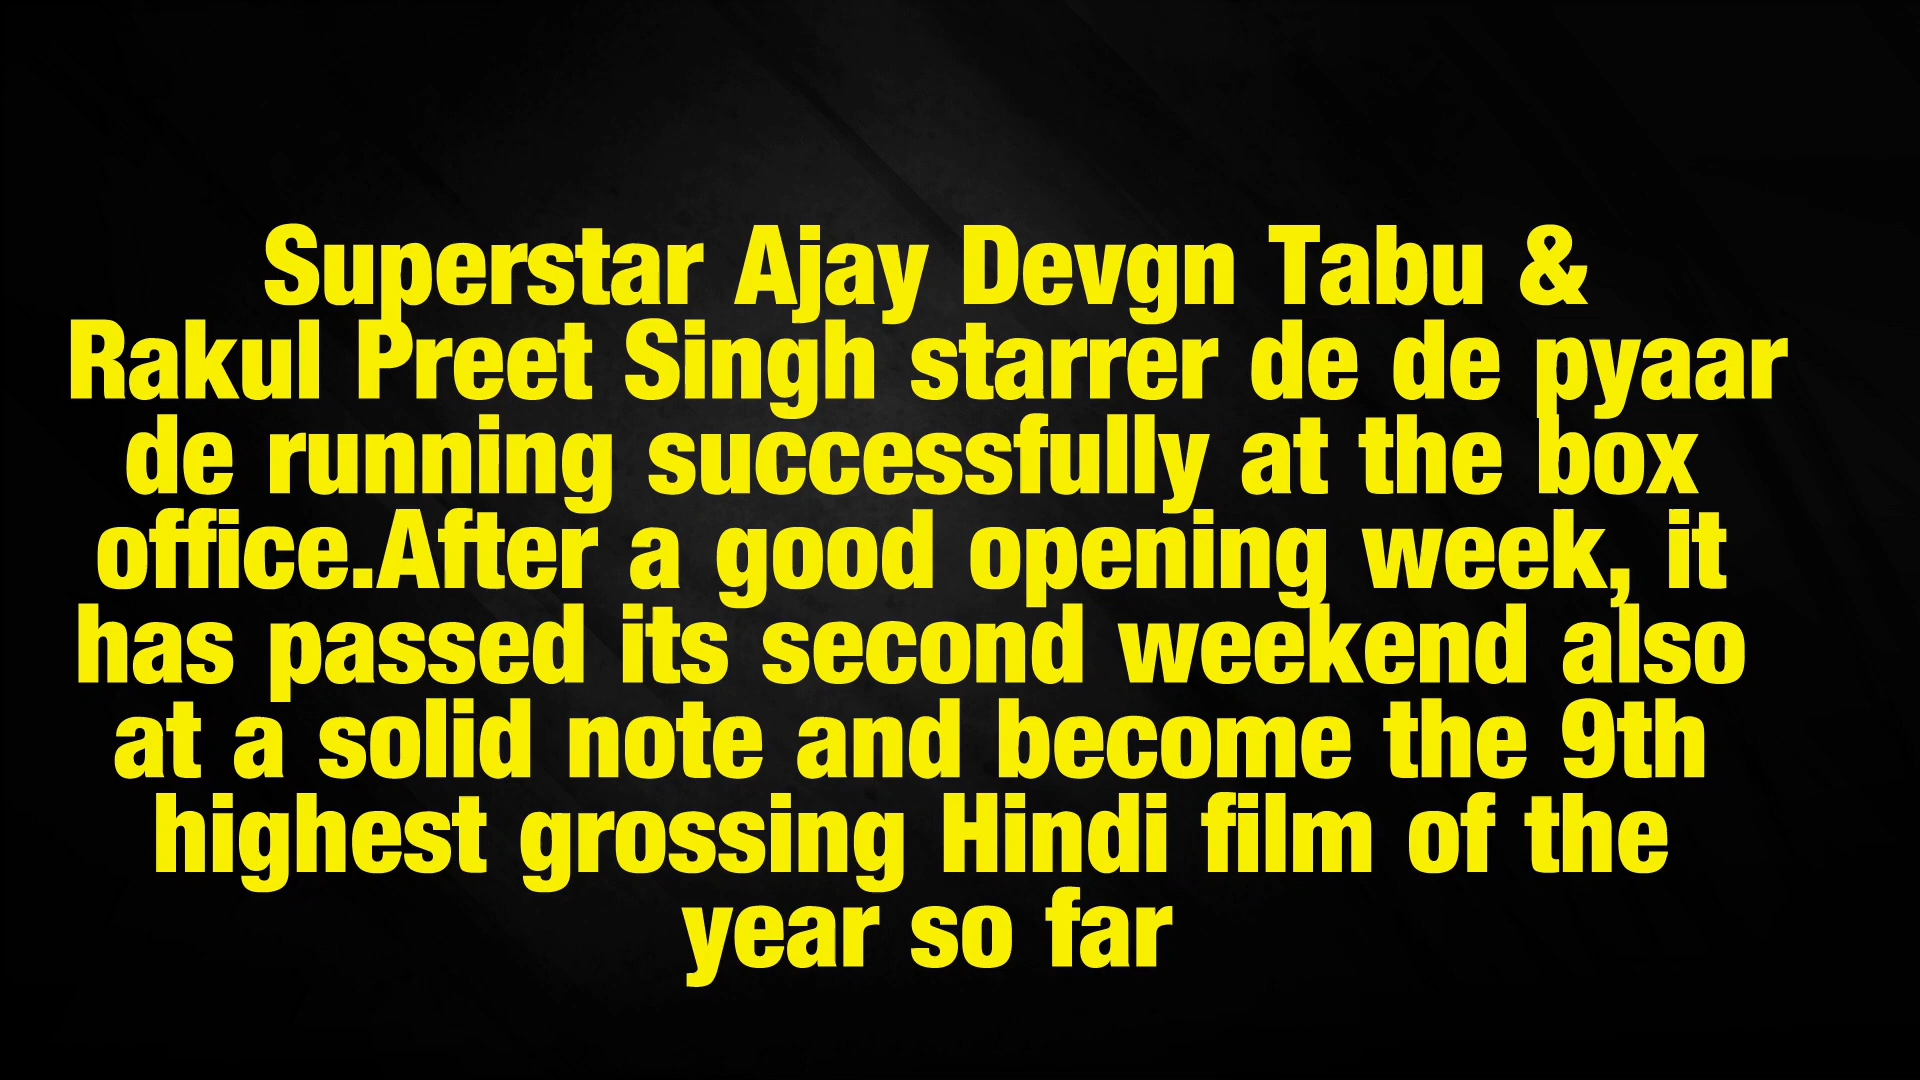 Superstar Ajay Devgn Tabu &
Rakul Preet Singh starrer de de pyaar
de running successfully at the box
office.After a good opening week, it
has passed its second weekend also
at a solid note and become the 9th
highest grossing Hindi film of the
year so far